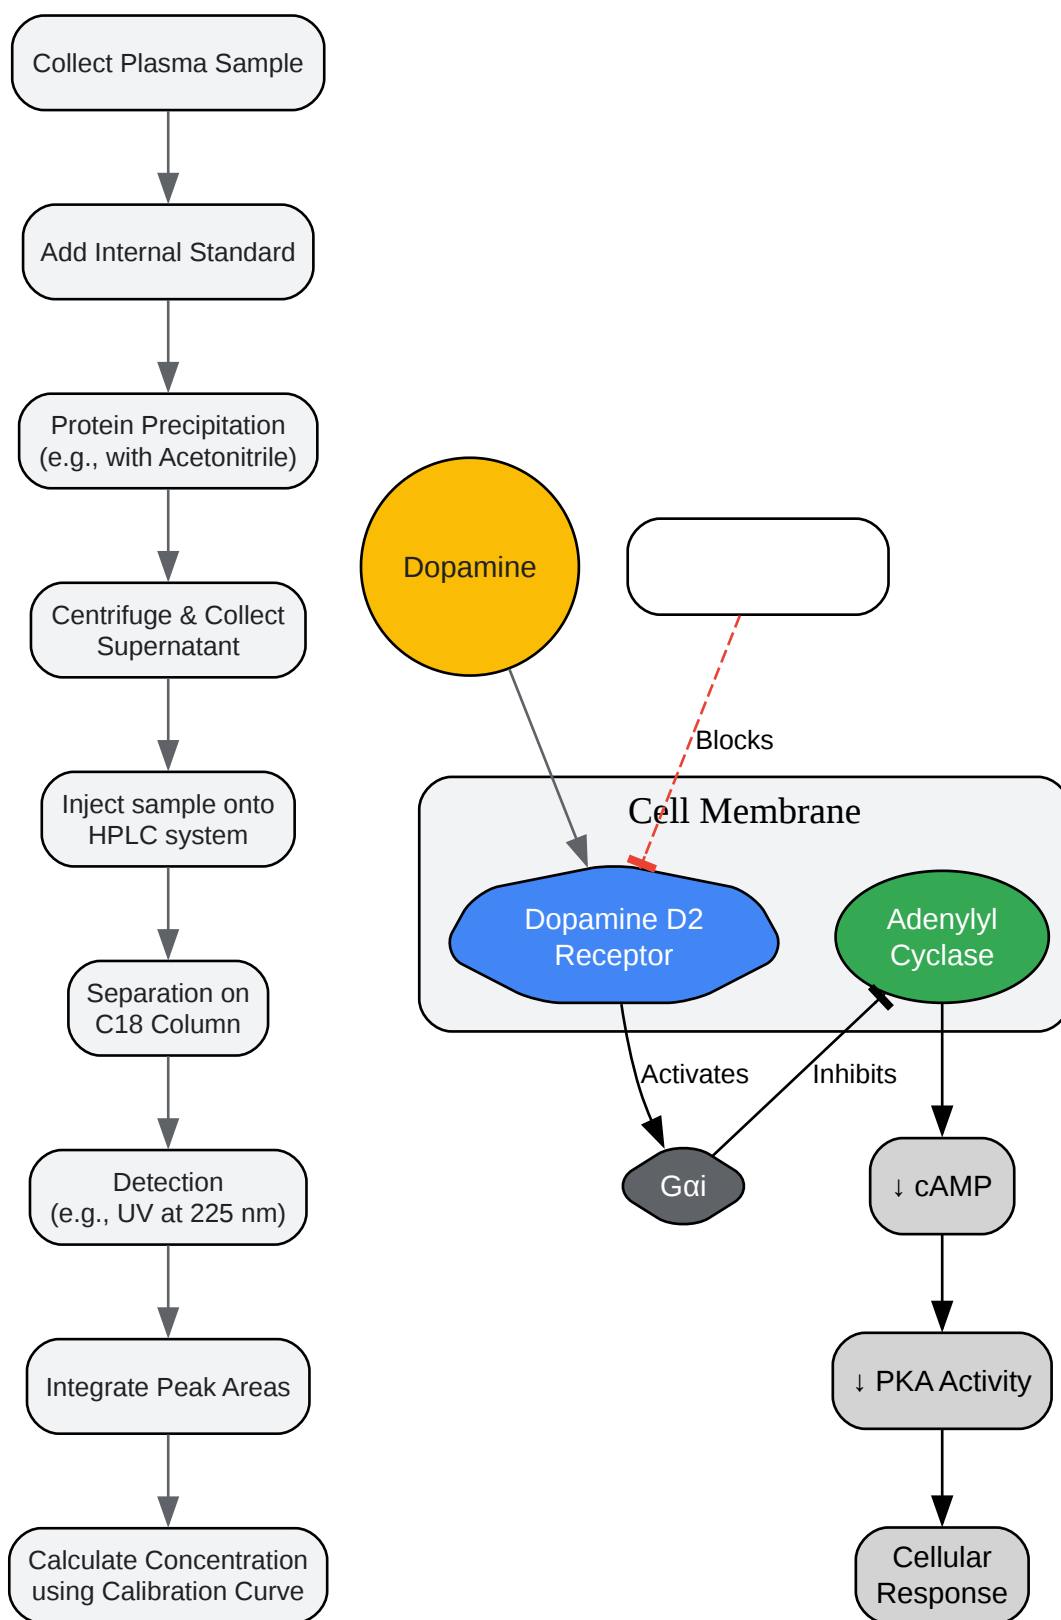 Collect Plasma Sample
Add Internal Standard
Protein Precipitation
(e.g., with Acetonitrile)
Centrifuge & Collect
Supernatant
Inject sample onto
HPLC system
Separation on
C18 Column
Detection
(e.g., UV at 225 nm)
Integrate Peak Areas
Calculate Concentration
using Calibration Curve
Dopamine
Blocks
Cell Membrane
Dopamine D2
Receptor
Adenylyl
Cyclase
Activates
Inhibits
Gαi
↓ cAMP
↓ PKA Activity
Cellular
Response